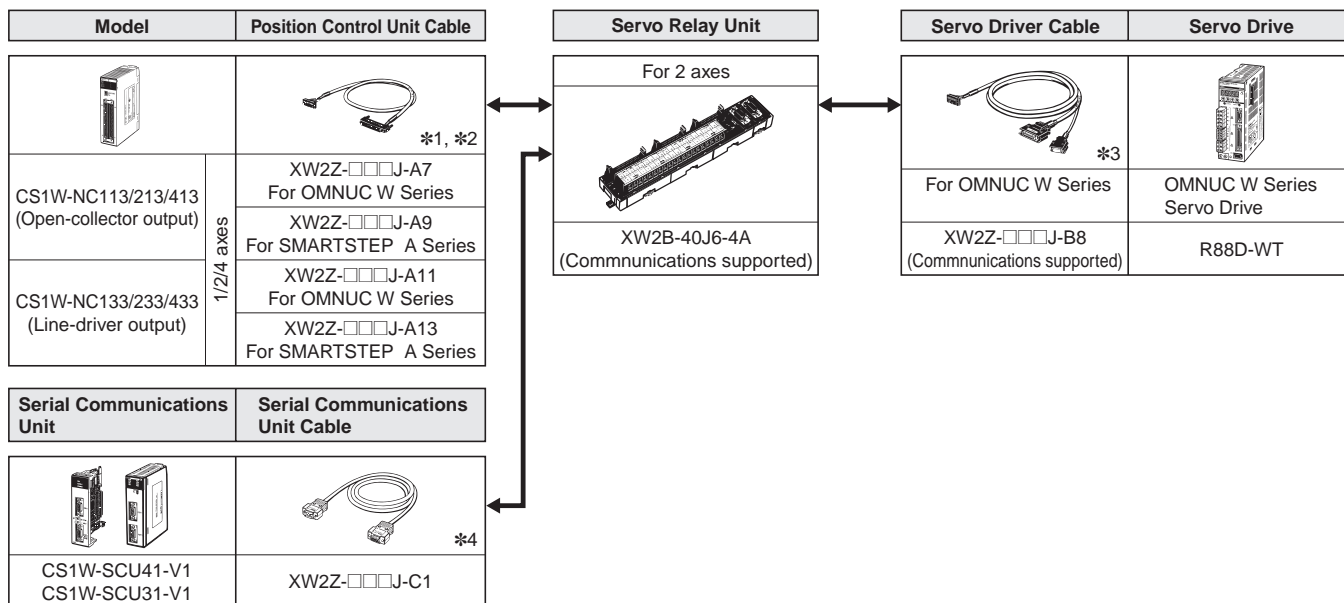 Model
Position Control Unit Cable
Servo Relay Unit
Servo Driver Cable
Servo Drive
For 2 axes
✻1, ✻2
✻3
CS1W-NC113/213/413
(Open-collector output)
CS1W-NC133/233/433
(Line-driver output)
1/2/4 axes
XW2Z-□□□J-A7
For OMNUC W Series
XW2Z-□□□J-A9
For SMARTSTEP A Series
XW2Z-□□□J-A11
For OMNUC W Series
XW2Z-□□□J-A13
For SMARTSTEP A Series
XW2B-40J6-4A
(Commnunications supported)
For OMNUC W Series
XW2Z-□□□J-B8
(Commnunications supported)
OMNUC W Series
Servo Drive
R88D-WT
Serial Communications
Unit
Serial Communications
Unit Cable
✻4
CS1W-SCU41-V1
CS1W-SCU31-V1
XW2Z-□□□J-C1